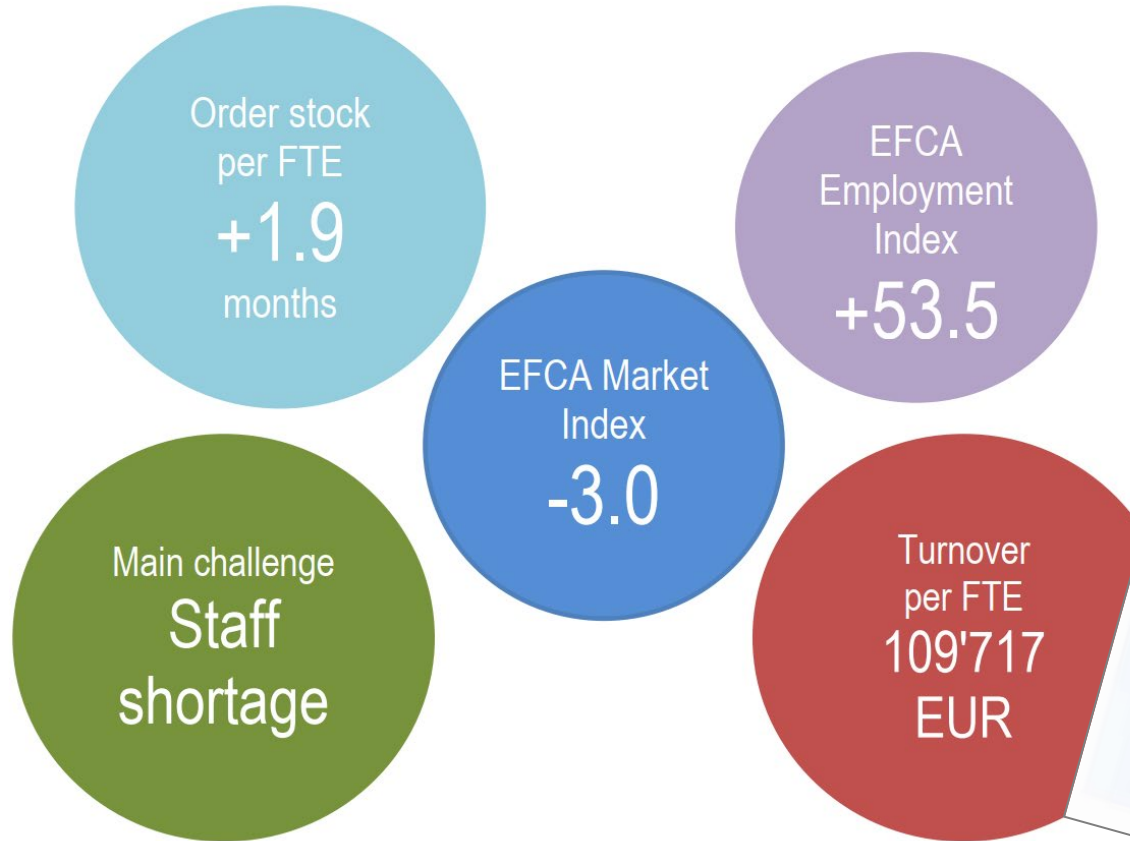 Order stock
per FTE
+1.9
months
EFCA
Employment
Index
+53.5
EFCA Market
Index
-3.0
Main challenge
Staff
shortage
Turnover
per FTE
109'717
EUR